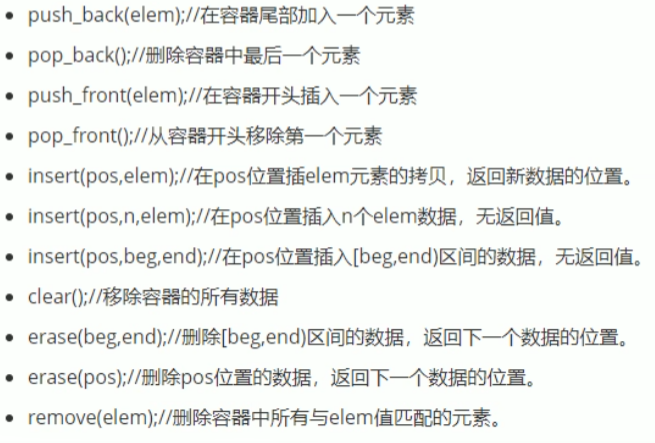 • push_back(elem);//在容器尾部加入一个元素
• pop_back();//删除容器中最后一个元素
• push_front(elem);//在容器开头插入一个元素
• pop_front();//从容器开头移除第一个元素
• insert(pos,elem);//在pos位置插elem元素的拷贝，返回新数据的位置。
• insert(pos,n,elem);//在pos位置插入n个elem数据，无返回值。
• insert(pos,beg,end);//在pos位置插入[beg,end)区间的数据，无返回值。
• clear();//移除容器的所有数据
• erase(beg,end);//删除[beg,end)区间的数据，返回下一个数据的位置。
• erase(pos);//删除pos位置的数据，返回下一个数据的位置。
• remove(elem);//删除容器中所有与elem值匹配的元素。